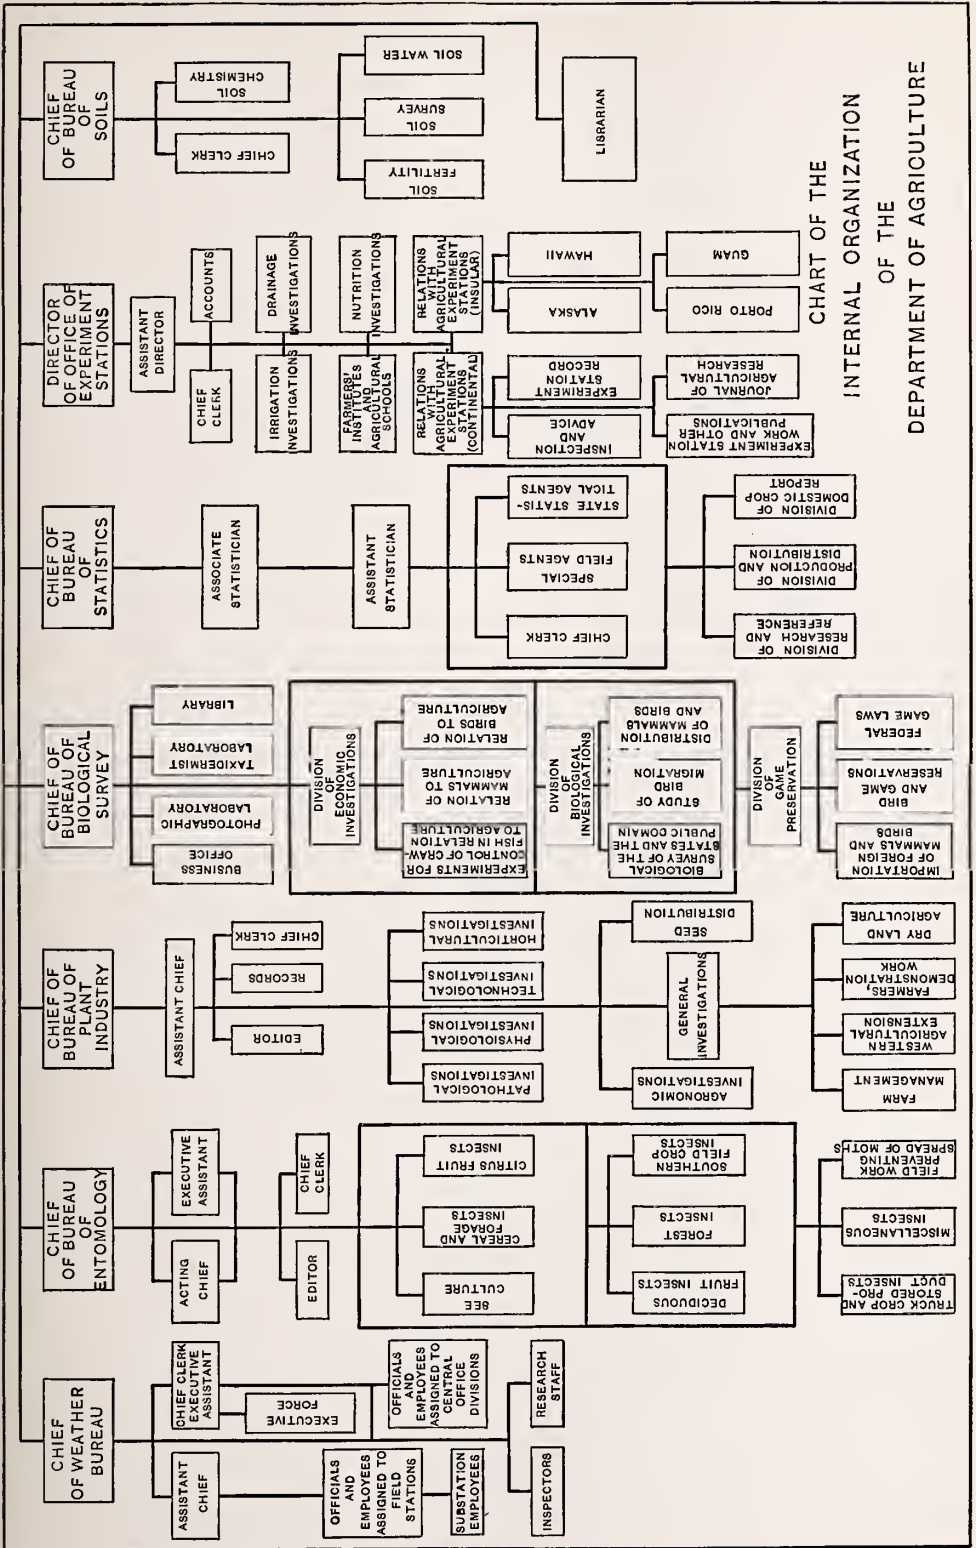 CHIEF
OF WEATHER
BUREAU
ASSISTANT
CHIEF
CHIEF CLERK
EXECUTIVE
ASSISTANT
EXECUTIVE
FORCE
OFFICIALS
AND
EMPLOYEES
ASSIGNED TO
FIELD
STATIONS
OFFICIALS
AND
EMPLOYEES
ASSIGNED TO
CENTRAL
OFFICE
DIVISIONS
SUBSTATION
EMPLOYEES
INSPECTORS
RESEARCH
STAFF
CHIEF
OF BUREAU
OF
ENTOMOLOGY
ACTING
CHIEF
EXECUTIVE
ASSISTANT
EDITOR
CHIEF
CLERK
SEE
CULTURE
CEREAL AND
FORAGE
INSECTS
CITRUS FRUIT
INSECTS
DECIDUOUS
FRUIT INSECTS
FOREST
INSECTS
SOUTHERN
FIELD CROP
INSECTS
TRUCK CROP AND
STORED PRO-
DUCT INSECTS
MISCELLANEOUS
INSECTS
FIELD WORK
PREVENTING
SPREAD OF MOTHS
CHIEF OF
BUREAU OF
PLANT
INDUSTRY
ASSISTANT CHIEF
EDITOR
RECORDS
CHIEF CLERK
PATHOLOGICAL
INVESTIGATIONS
PHYSIOLOGICAL
INVESTIGATIONS
TECHNOLOGICAL
INVESTIGATIONS
HORTICULTURAL
INVESTIGATIONS
AGRONOMIC
INVESTIGATIONS
GENERAL
INVESTIGATIONS
SEED
DISTRIBUTION
FARM
MANAGEMENT
WESTERN
AGRICULTURAL
EXTENSION
FARMERS'
DEMONSTRATION
WORK
DRY LAND
AGRICULTURE
CHIEF OF
BUREAU OF
BIOLOGICAL
SURVEY
BUSINESS
OFFICE
PHOTOGRAPHIC
LABORATORY
TAXIDERMIST
LABORATORY
LIBRARY
DIVISION
OF
ECONOMIC
INVESTIGATIONS
EXPERIMENTS FOR
CONTROL OF CRAW-
FISH IN RELATION
TO AGRICULTURE
RELATION OF
MAMMALS TO
AGRICULTURE
RELATION OF
BIRDS TO
AGRICULTURE
DIVISION
OF
BIOLOGICAL
INVESTIGATIONS
BIOLOGICAL
SURVEY OF THE
STATES AND THE
PUBLIC DOMAIN
STUDY OF
BIRD
MIGRATION
DISTRIBUTION
OF MAMMALS
AND BIRDS
DIVISION
OF
GAME
PRESERVATION
IMPORTATION
OF FOREIGN
MAMMALS AND
BIRDS
BIRD
AND GAME
RESERVATIONS
FEDERAL
GAME LAWS
CHIEF OF
BUREAU
OF
STATISTICS
ASSOCIATE
STATISTICIAN
ASSISTANT
STATISTICIAN
CHIEF CLERK
SPECIAL
FIELD AGENTS
STATE STATIS-
TICAL AGENTS
DIVISION OF
RESEARCH AND
REFERENCE
DIVISION OF
PRODUCTION AND
DISTRIBUTION
DIVISION OF
DOMESTIC CROP
REPORT
DIRECTOR
OF OFFICE OF
EXPERIMENT
STATIONS
ASSISTANT
DIRECTOR
CHIEF
CLERK
ACCOUNTS
IRRIGATION
INVESTIGATIONS
DRAINAGE
INVESTIGATIONS
FARMERS'
INSTITUTES
AND
AGRICULTURAL
SCHOOLS
NUTRITION
INVESTIGATIONS
RELATIONS
WITH
AGRICULTURAL
EXPERIMENT
STATIONS
(CONTINENTAL)
RELATIONS
WITH
AGRICULTURAL
EXPERIMENT
STATIONS
(INSULAR)
INSPECTION
AND
ADVICE
EXPERIMENT
STATION
RECORD
EXPERIMENT STATION
WORK AND OTHER
PUBLICATIONS
JOURNAL OF
AGRICULTURAL
RESEARCH
ALASKA
HAWAII
PORTO RICO
GUAM
CHIEF
OF BUREAU
OF
SOILS
CHIEF CLERK
SOIL
CHEMISTRY
SOIL
FERTILITY
SOIL
SURVEY
SOIL WATER
LIBRARIAN
CHART OF THE
INTERNAL ORGANIZATION
OF THE
DEPARTMENT OF AGRICULTURE